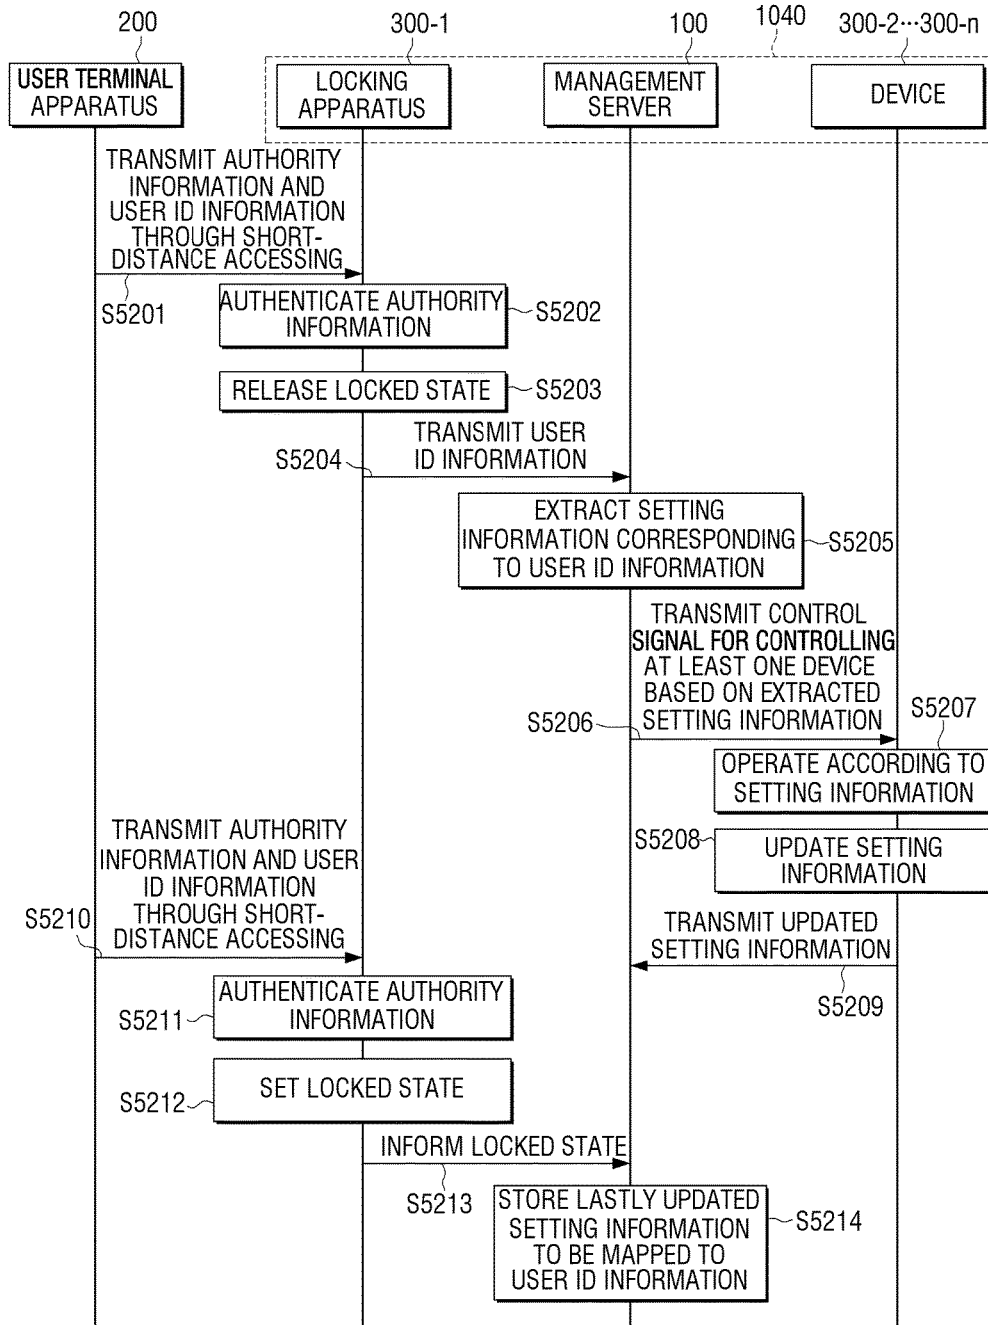 200
300-1
100
1040
300-2···300-n
USER TERMINAL
APPARATUS
LOCKING
APPARATUS
MANAGEMENT
SERVER
DEVICE
TRANSMIT AUTHORITY
INFORMATION AND
USER ID INFORMATION
THROUGH SHORT-
DISTANCE ACCESSING
S5201
AUTHENTICATE AUTHORITY
INFORMATION
S5202
RELEASE LOCKED STATE
S5203
TRANSMIT USER
ID INFORMATION
S5204
EXTRACT SETTING
INFORMATION CORRESPONDING
TO USER ID INFORMATION
S5205
TRANSMIT CONTROL
SIGNAL FOR CONTROLLING
AT LEAST ONE DEVICE
BASED ON EXTRACTED
SETTING INFORMATION
S5206
S5207
OPERATE ACCORDING TO
SETTING INFORMATION
S5208
UPDATE SETTING
INFORMATION
TRANSMIT UPDATED
SETTING INFORMATION
S5209
TRANSMIT AUTHORITY
INFORMATION AND USER
ID INFORMATION
THROUGH SHORT-
DISTANCE ACCESSING
S5210
AUTHENTICATE AUTHORITY
INFORMATION
S5211
SET LOCKED STATE
S5212
INFORM LOCKED STATE
S5213
STORE LASTLY UPDATED
SETTING INFORMATION
TO BE MAPPED TO
USER ID INFORMATION
S5214